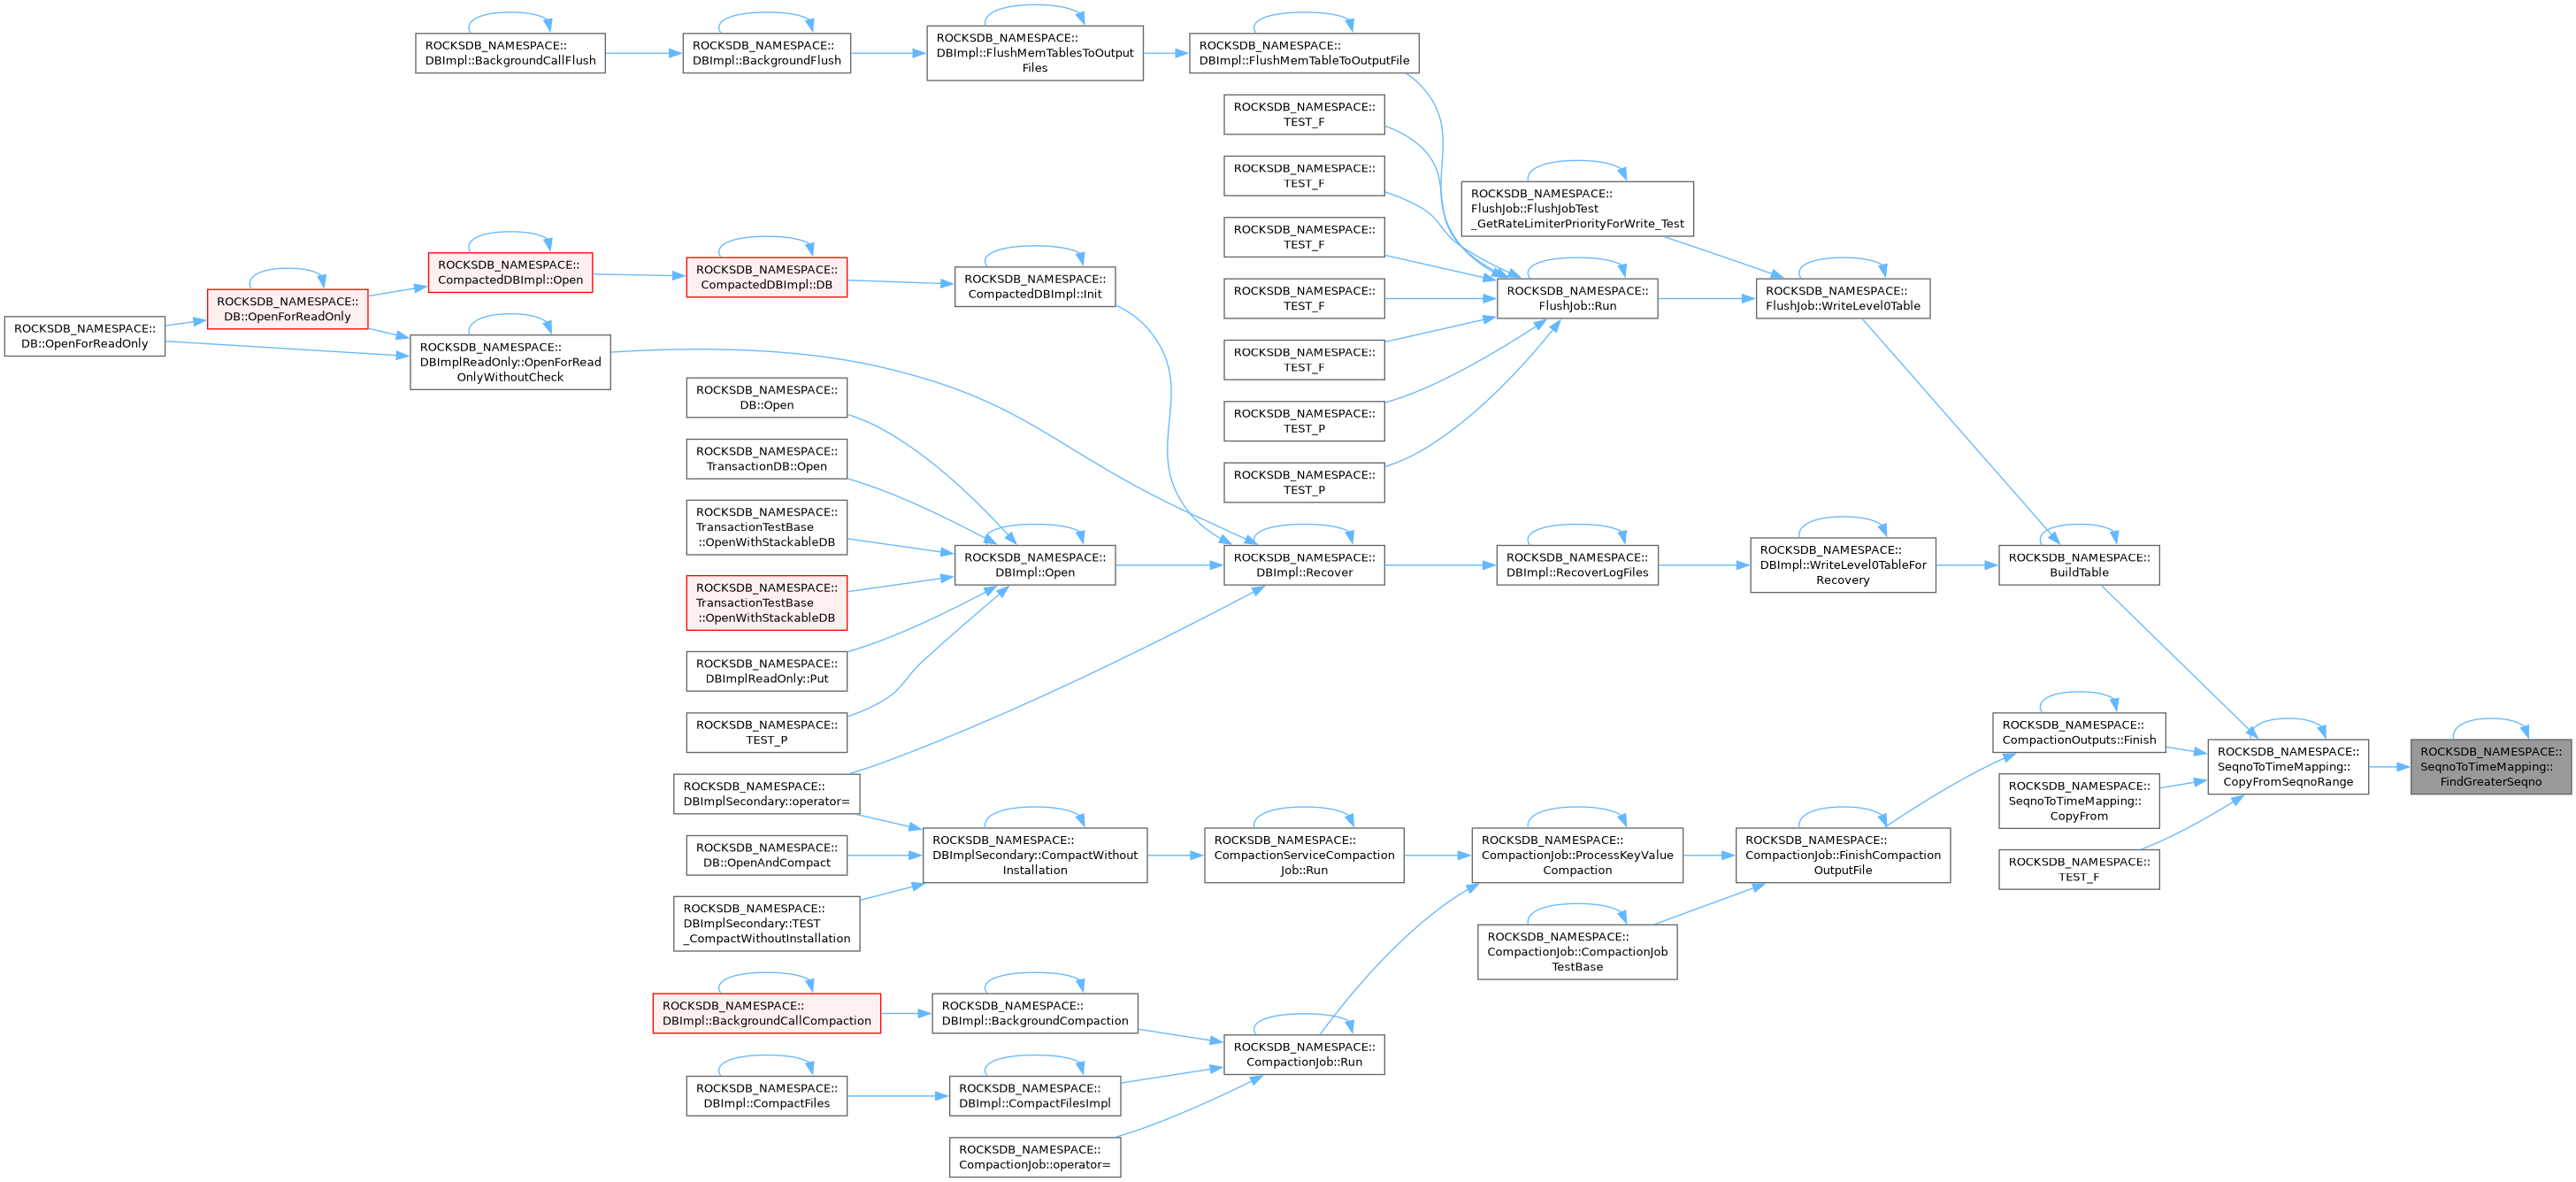 ROCKSDB_NAMESPACE::
DBImpl::BackgroundCallFlush
ROCKSDB_NAMESPACE::
DBImpl::BackgroundFlush
ROCKSDB_NAMESPACE::
DBImpl::FlushMemTablesToOutput
Files
ROCKSDB_NAMESPACE::
DBImpl::FlushMemTableToOutputFile
ROCKSDB_NAMESPACE::
TEST_F
ROCKSDB_NAMESPACE::
TEST_F
ROCKSDB_NAMESPACE::
TEST_F
ROCKSDB_NAMESPACE::
TEST_F
ROCKSDB_NAMESPACE::
TEST_F
ROCKSDB_NAMESPACE::
TEST_P
ROCKSDB_NAMESPACE::
TEST_P
ROCKSDB_NAMESPACE::
FlushJob::FlushJobTest
_GetRateLimiterPriorityForWrite_Test
ROCKSDB_NAMESPACE::
FlushJob::Run
ROCKSDB_NAMESPACE::
FlushJob::WriteLevel0Table
ROCKSDB_NAMESPACE::
DB::OpenForReadOnly
ROCKSDB_NAMESPACE::
DB::OpenForReadOnly
ROCKSDB_NAMESPACE::
CompactedDBImpl::Open
ROCKSDB_NAMESPACE::
CompactedDBImpl::DB
ROCKSDB_NAMESPACE::
CompactedDBImpl::Init
ROCKSDB_NAMESPACE::
DBImplReadOnly::OpenForRead
OnlyWithoutCheck
ROCKSDB_NAMESPACE::
DB::Open
ROCKSDB_NAMESPACE::
TransactionDB::Open
ROCKSDB_NAMESPACE::
TransactionTestBase
::OpenWithStackableDB
ROCKSDB_NAMESPACE::
TransactionTestBase
::OpenWithStackableDB
ROCKSDB_NAMESPACE::
DBImplReadOnly::Put
ROCKSDB_NAMESPACE::
TEST_P
ROCKSDB_NAMESPACE::
DBImpl::Open
ROCKSDB_NAMESPACE::
DBImpl::Recover
ROCKSDB_NAMESPACE::
DBImpl::RecoverLogFiles
ROCKSDB_NAMESPACE::
DBImpl::WriteLevel0TableFor
Recovery
ROCKSDB_NAMESPACE::
BuildTable
ROCKSDB_NAMESPACE::
CompactionOutputs::Finish
ROCKSDB_NAMESPACE::
SeqnoToTimeMapping::
CopyFrom
ROCKSDB_NAMESPACE::
TEST_F
ROCKSDB_NAMESPACE::
SeqnoToTimeMapping::
CopyFromSeqnoRange
ROCKSDB_NAMESPACE::
SeqnoToTimeMapping::
FindGreaterSeqno
ROCKSDB_NAMESPACE::
DBImplSecondary::operator=
ROCKSDB_NAMESPACE::
DB::OpenAndCompact
ROCKSDB_NAMESPACE::
DBImplSecondary::TEST
_CompactWithoutInstallation
ROCKSDB_NAMESPACE::
DBImplSecondary::CompactWithout
Installation
ROCKSDB_NAMESPACE::
CompactionServiceCompaction
Job::Run
ROCKSDB_NAMESPACE::
CompactionJob::ProcessKeyValue
Compaction
ROCKSDB_NAMESPACE::
CompactionJob::FinishCompaction
OutputFile
ROCKSDB_NAMESPACE::
CompactionJob::CompactionJob
TestBase
ROCKSDB_NAMESPACE::
DBImpl::BackgroundCallCompaction
ROCKSDB_NAMESPACE::
DBImpl::BackgroundCompaction
ROCKSDB_NAMESPACE::
CompactionJob::Run
ROCKSDB_NAMESPACE::
DBImpl::CompactFiles
ROCKSDB_NAMESPACE::
DBImpl::CompactFilesImpl
ROCKSDB_NAMESPACE::
CompactionJob::operator=